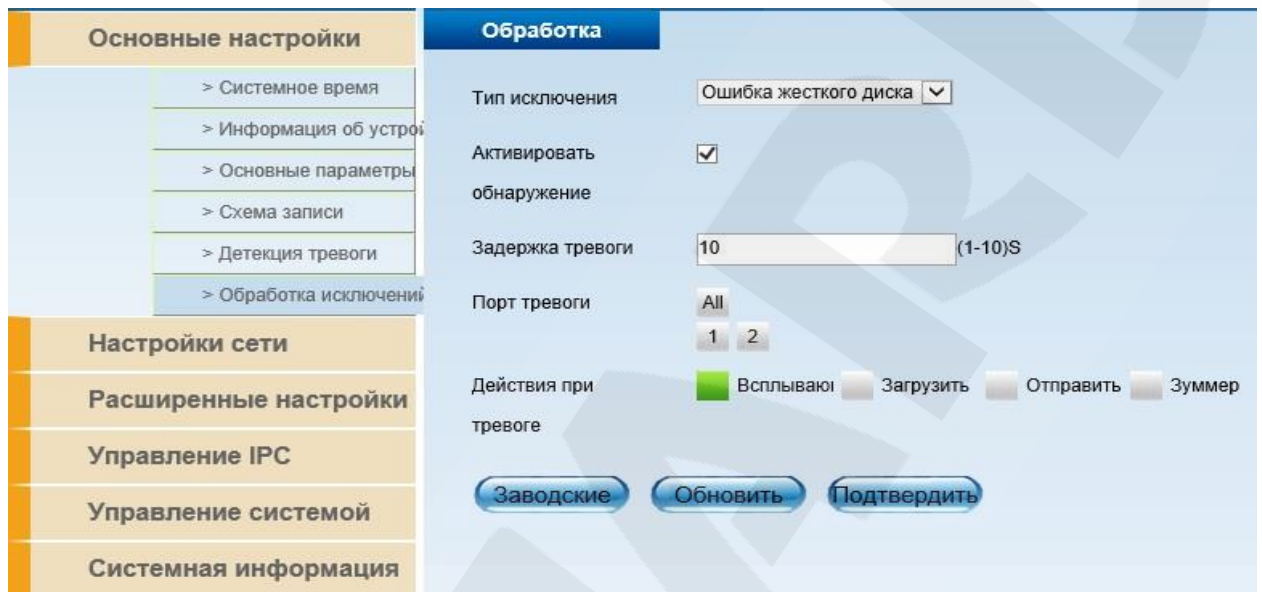 Основные настройки
> Системное время
> Информация об устрой
> Основные параметры
> Схема записи
> Детекция тревоги
> Обработка исключений
Настройки сети
Расширенные настройки
Управление IPC
Управление системой
Системная информация
Обработка
Тип исключения Ошибка жесткого диска
Активировать
обнаружение
Задержка тревоги 10 (1-10)S
Порт тревоги All
1 2
Действия при Всплывающ Загрузить Отправить Зуммер
тревоге
Заводские Обновить Подтвердить